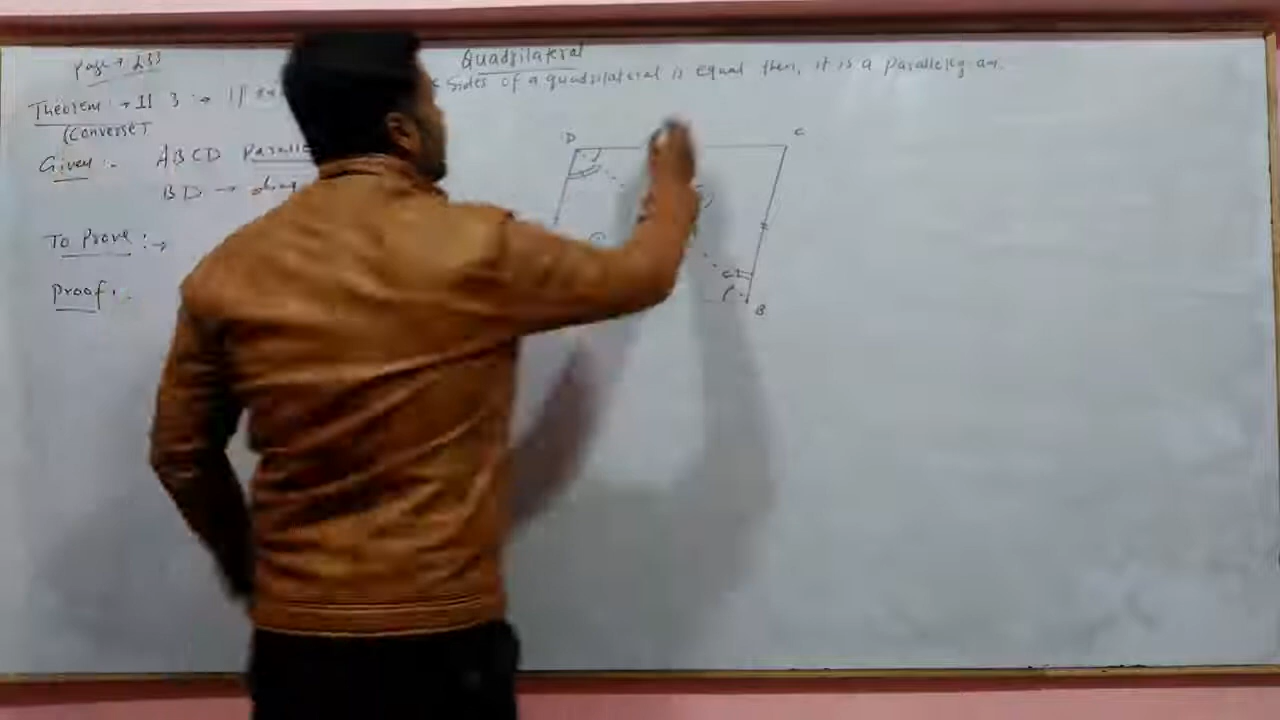 Page → 233
Quadrilateral
Theorem → 11 3 → If
sides of a quadrilateral is equal then, it is a parallelogram.
(Converse)
Given :-
ABCD
BD →
To Prove : →
Proof :-
D
C
B